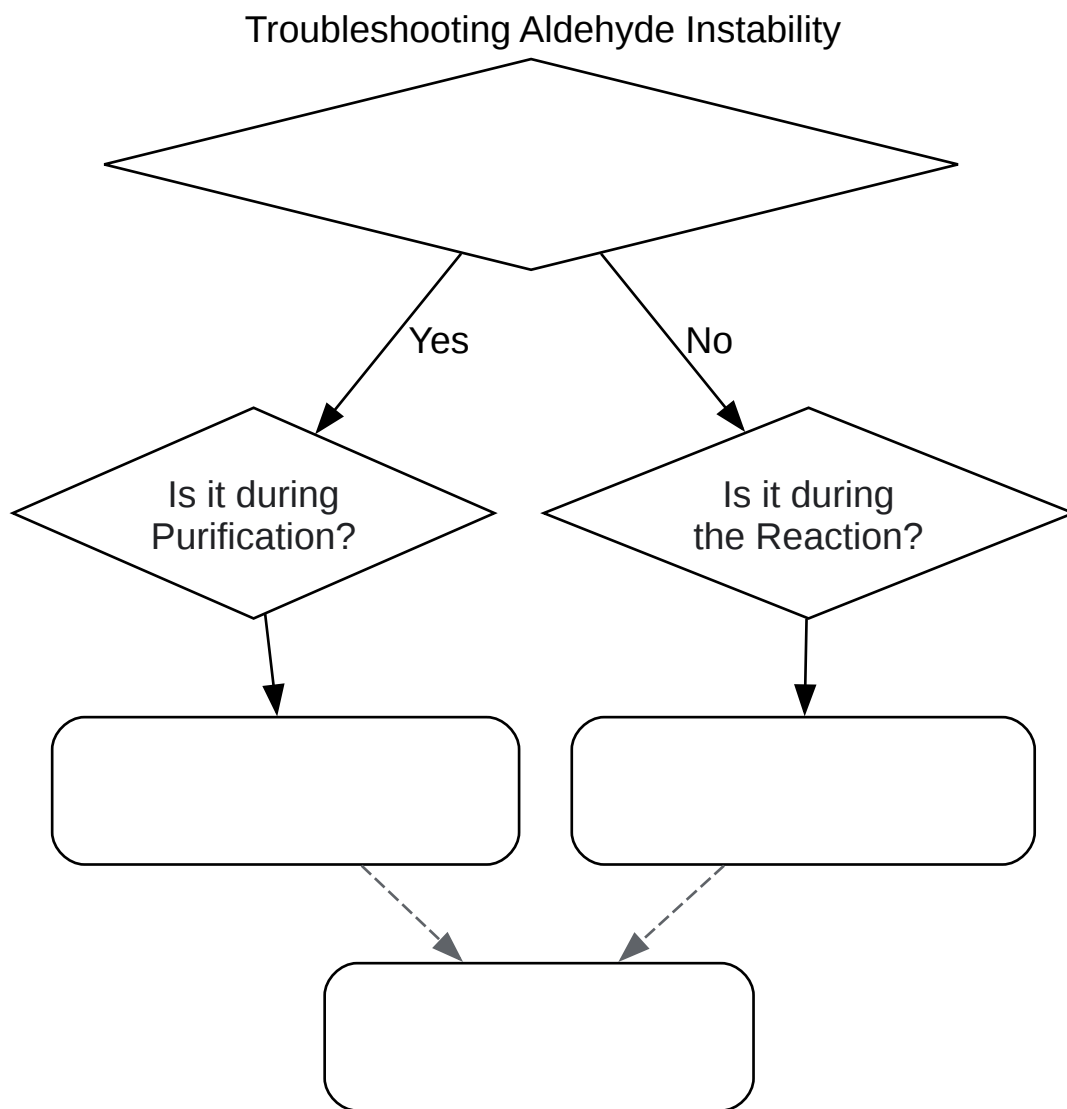 Troubleshooting Aldehyde Instability
Yes
No
Is it during
Purification?
Is it during
the Reaction?